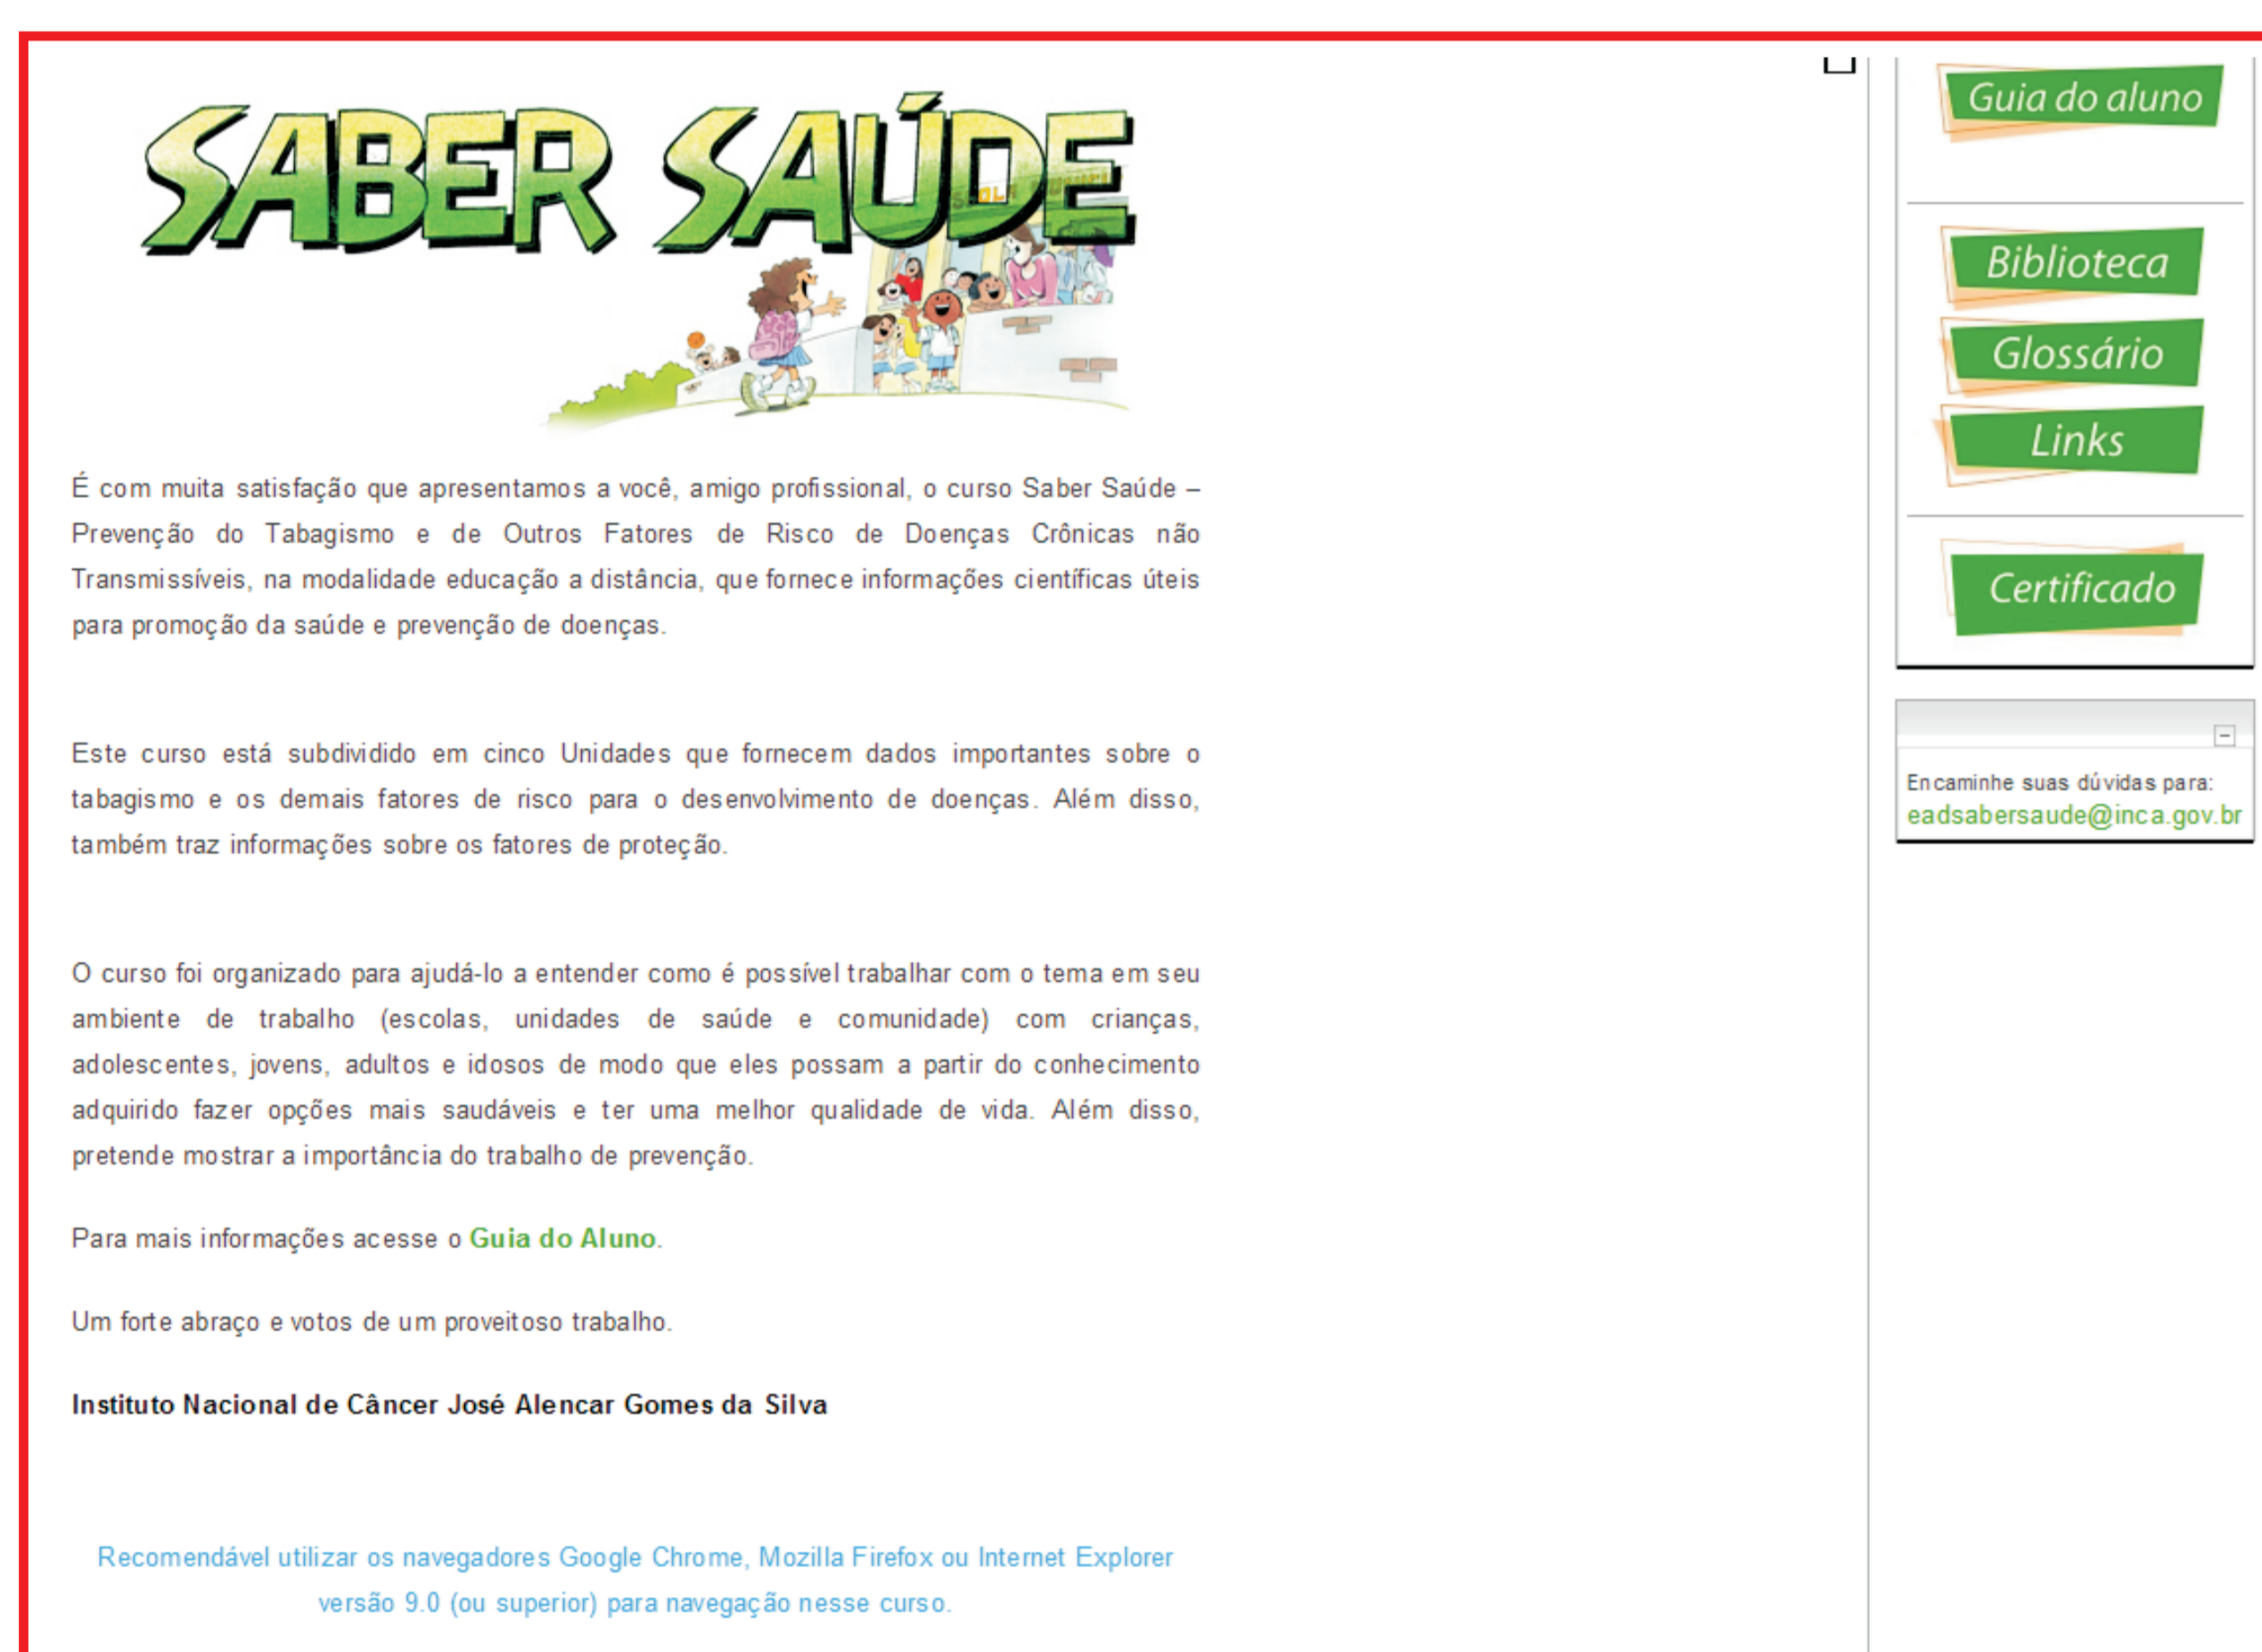 SABER SAÚDE
É com muita satisfação que apresentamos a você, amigo profissional, o curso Saber Saúde –
Prevenção do Tabagismo e de Outros Fatores de Risco de Doenças Crônicas não
Transmissíveis, na modalidade educação a distância, que fornece informações científicas úteis
para promoção da saúde e prevenção de doenças.
Este curso está subdividido em cinco Unidades que fornecem dados importantes sobre o
tabagismo e os demais fatores de risco para o desenvolvimento de doenças. Além disso,
também traz informações sobre os fatores de proteção.
O curso foi organizado para ajudá-lo a entender como é possível trabalhar com o tema em seu
ambiente de trabalho (escolas, unidades de saúde e comunidade) com crianças,
adolescentes, jovens, adultos e idosos de modo que eles possam a partir do conhecimento
adquirido fazer opções mais saudáveis e ter uma melhor qualidade de vida. Além disso,
pretende mostrar a importância do trabalho de prevenção.
Para mais informações acesse o Guia do Aluno.
Um forte abraço e votos de um proveitoso trabalho.
Instituto Nacional de Câncer José Alencar Gomes da Silva
Recomendável utilizar os navegadores Google Chrome, Mozilla Firefox ou Internet Explorer
versão 9.0 (ou superior) para navegação nesse curso.
Guia do aluno
Biblioteca
Glossário
Links
Certificado
Encaminhe suas dúvidas para:
eadsabersaude@inca.gov.br